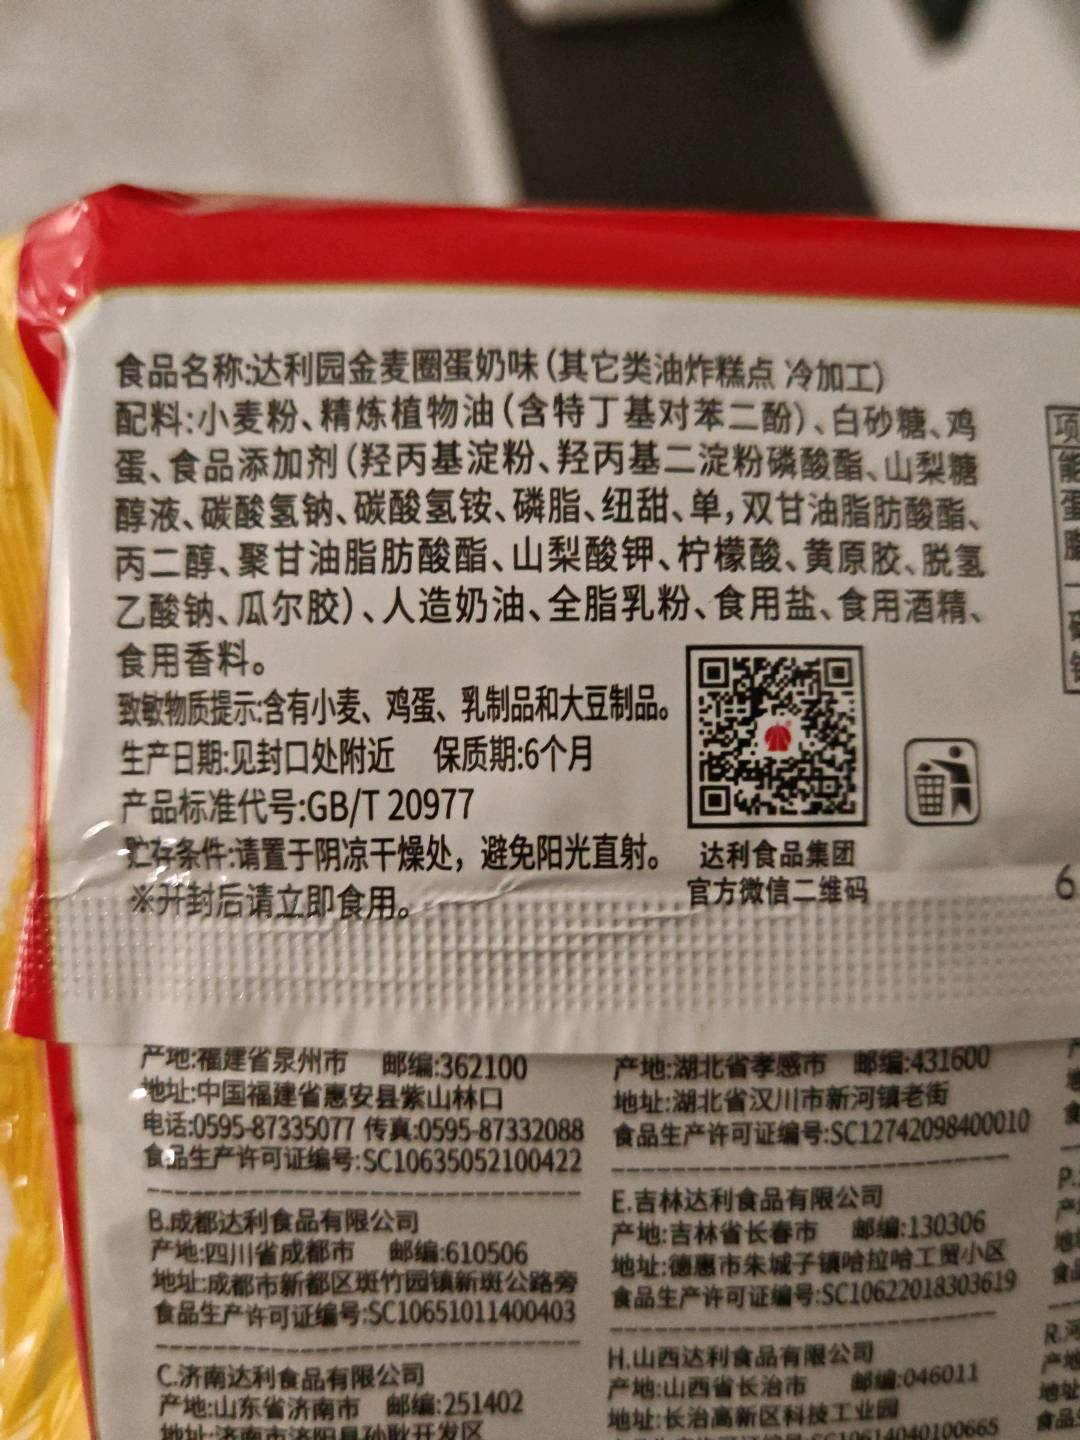 食品名称:达利园金麦圈蛋奶味(其它类油炸糕点 冷加工)
配料:小麦粉、精炼植物油(含特丁基对苯二酚)、白砂糖、鸡
蛋、食品添加剂(羟丙基淀粉、羟丙基二淀粉磷酸酯、山梨糖
醇液、碳酸氢钠、碳酸氢铵、磷脂、纽甜、单,双甘油脂肪酸酯、
丙二醇、聚甘油脂肪酸酯、山梨酸钾、柠檬酸、黄原胶、脱氢
乙酸钠、瓜尔胶)、人造奶油、全脂乳粉、食用盐、食用酒精、
食用香料。
致敏物质提示:含有小麦、鸡蛋、乳制品和大豆制品。
生产日期:见封口处附近 保质期:6个月
产品标准代号:GB/T 20977
贮存条件:请置于阴凉干燥处，避免阳光直射。
※开封后请立即食用。
达利食品集团
官方微信二维码
项
能
蛋
6
产地:福建省泉州市 邮编:362100
地址:中国福建省惠安县紫山林口
电话:0595-87335077 传真:0595-87332088
食品生产许可证编号:SC10635052100422
B.成都达利食品有限公司
产地:四川省成都市 邮编:610506
地址:成都市新都区斑竹园镇新斑公路旁
食品生产许可证编号:SC10651011400403
C.济南达利食品有限公司
产地:山东省济南市 邮编:251402
地址:济南市济阳县孙耿开发区
产地:湖北省孝感市 邮编:431600
地址:湖北省汉川市新河镇老街
食品生产许可证编号:SC12742098400010
E.吉林达利食品有限公司
产地:吉林省长春市 邮编:130306
地址:德惠市朱城子镇哈拉哈工贸小区
食品生产许可证编号:SC10622018303619
H.山西达利食品有限公司
产地:山西省长治市 邮编:046011
地址:长治高新区科技工业园